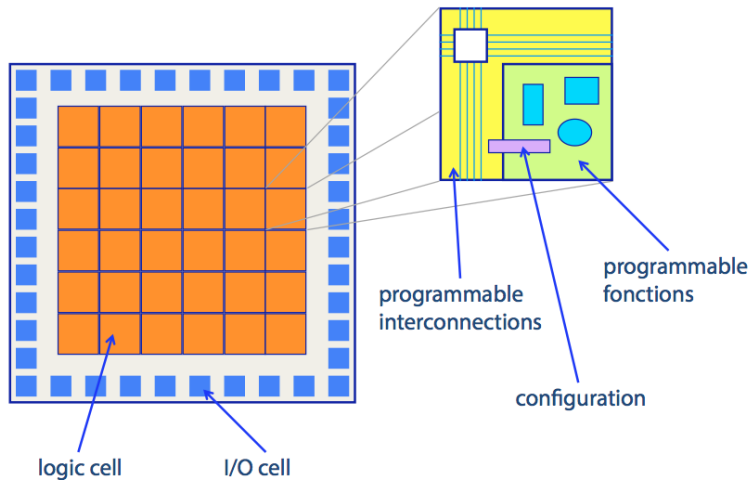 programmable
interconnections
programmable
fonctions
configuration
logic cell
I/O cell